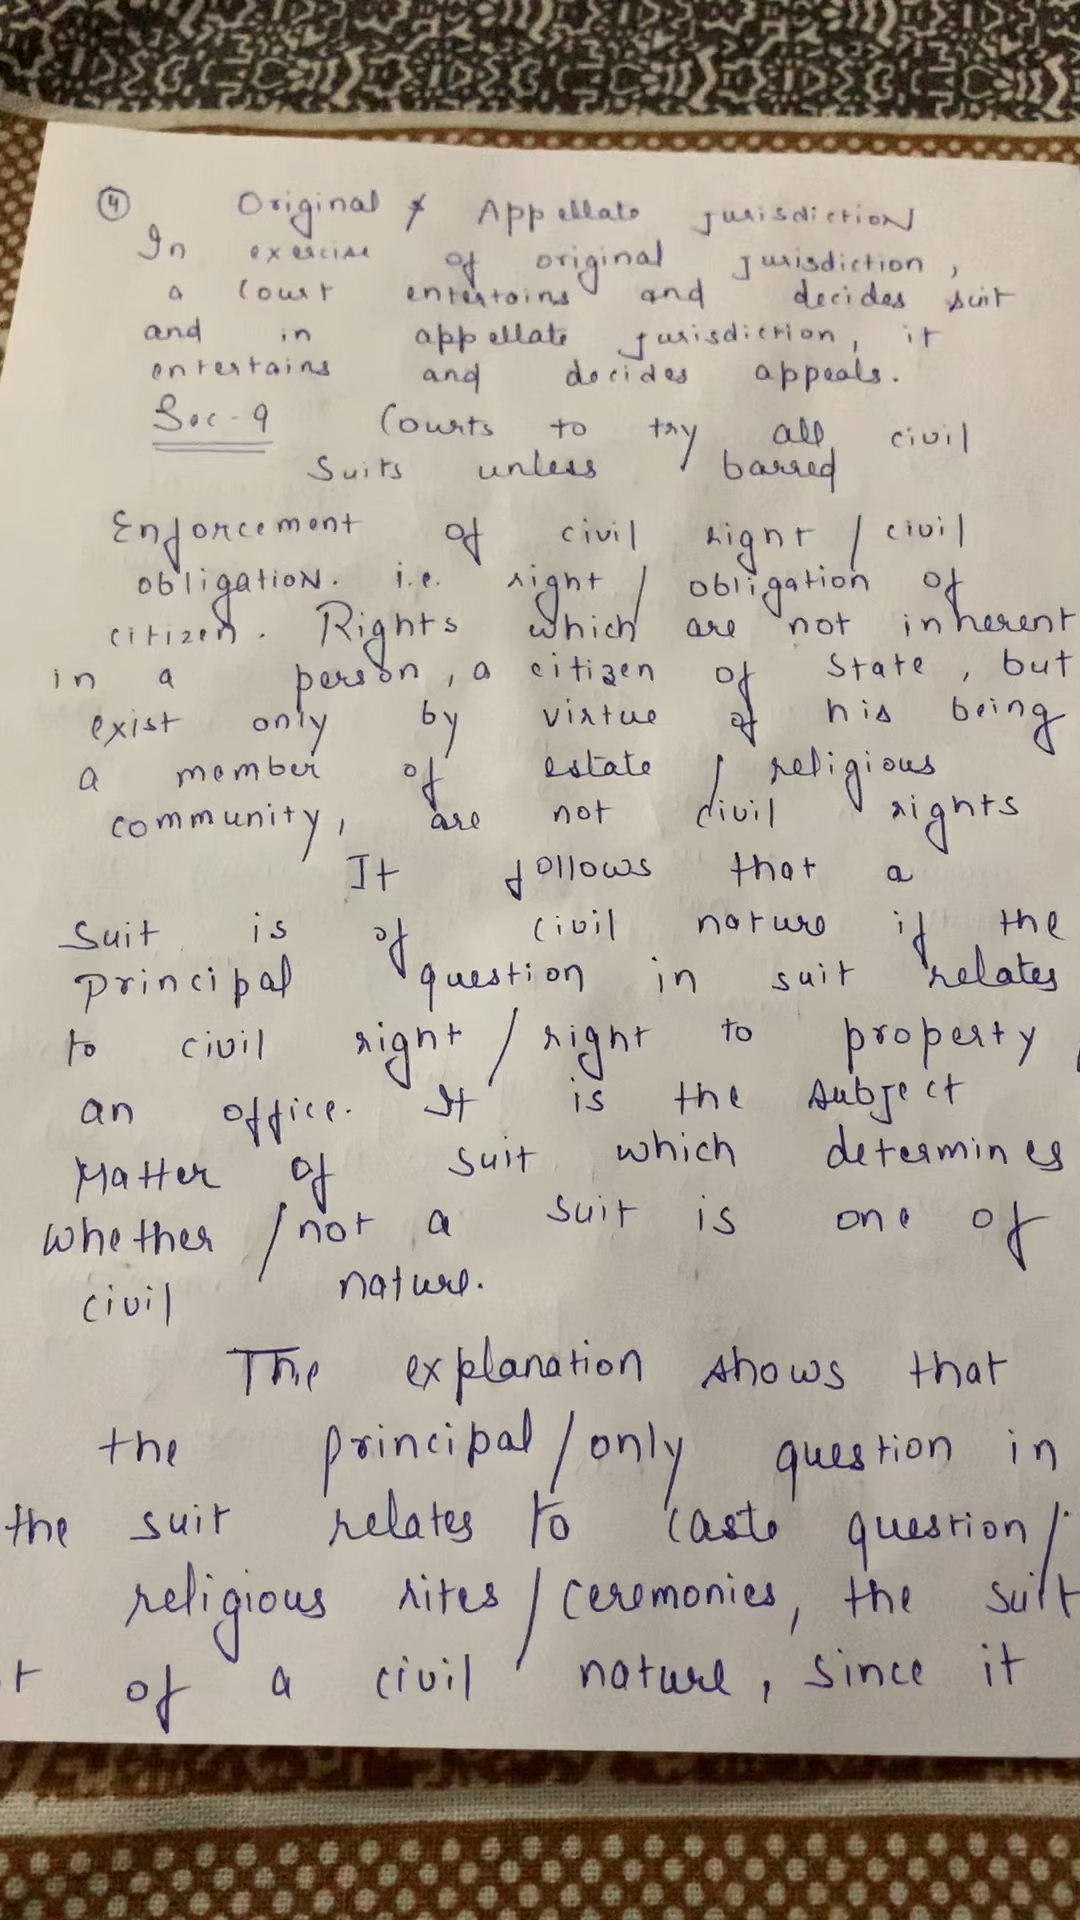 ④ Original & Appellate jurisdiction
In exercise of original jurisdiction,
a court entertains and decides suit
and in appellate jurisdiction, it
entertains and decides appeals.
Sec-9 Courts to try all civil
Suits unless barred
Enforcement of civil right / civil
obligation. i.e. right / obligation of
citizen. Rights which are not inherent
in a person, a citizen of State, but
exist only by virtue of his being
a member of estate / religious
community, are not civil rights
It follows that a
Suit is of civil nature if the
principal question in suit relates
to civil right / right to property /
an office. It is the subject
Matter of suit which determines
whether / not a suit is one of
civil nature.
The explanation shows that
the principal / only question in
the suit relates to caste question /
religious rites / ceremonies, the suit
t of a civil nature, since it